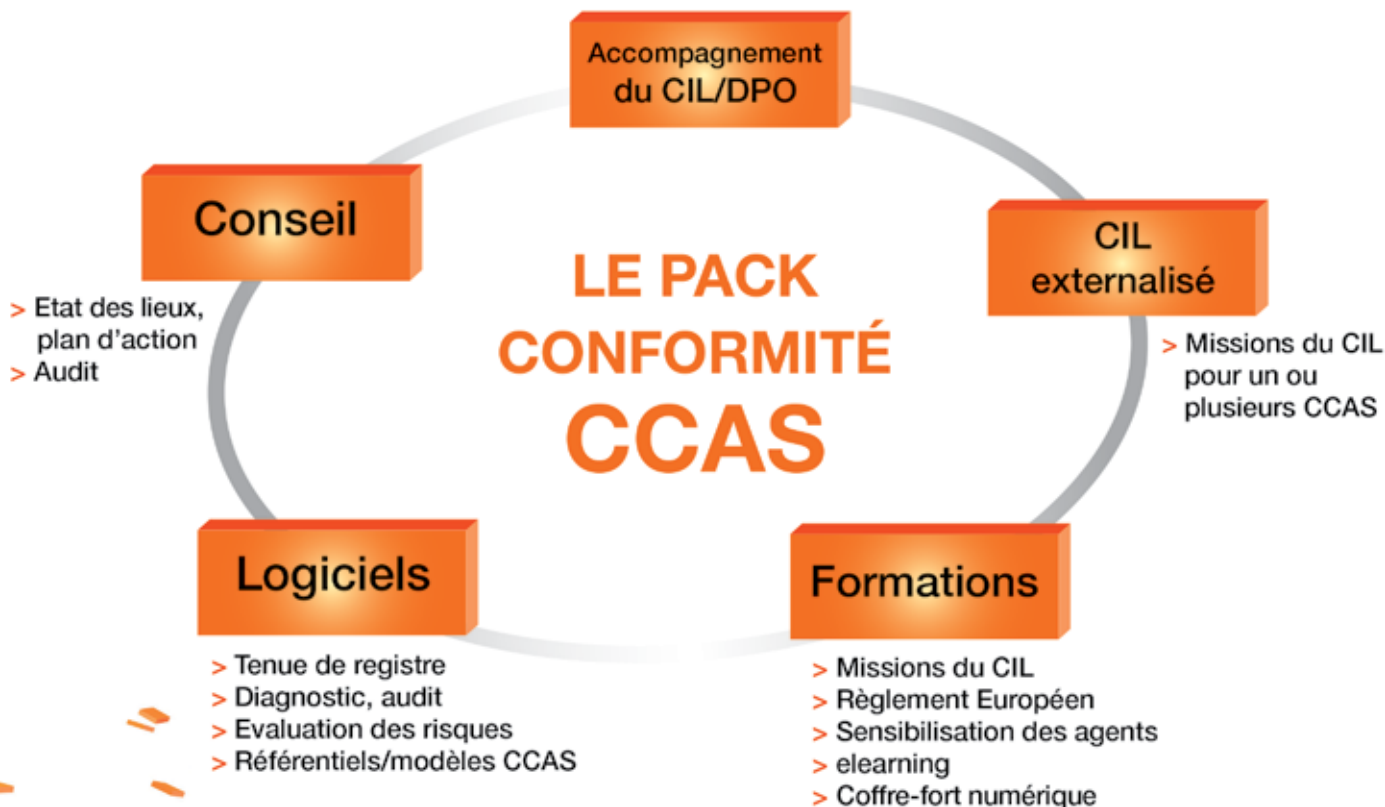 Accompagnement
du CIL/DPO
Conseil
> Etat des lieux,
plan d'action
> Audit
CIL
externalisé
> Missions du CIL
pour un ou
plusieurs CCAS
LE PACK
CONFORMITÉ
CCAS
Logiciels
> Tenue de registre
> Diagnostic, audit
> Evaluation des risques
> Référentiels/modèles CCAS
Formations
> Missions du CIL
> Règlement Européen
> Sensibilisation des agents
> elearning
> Coffre-fort numérique